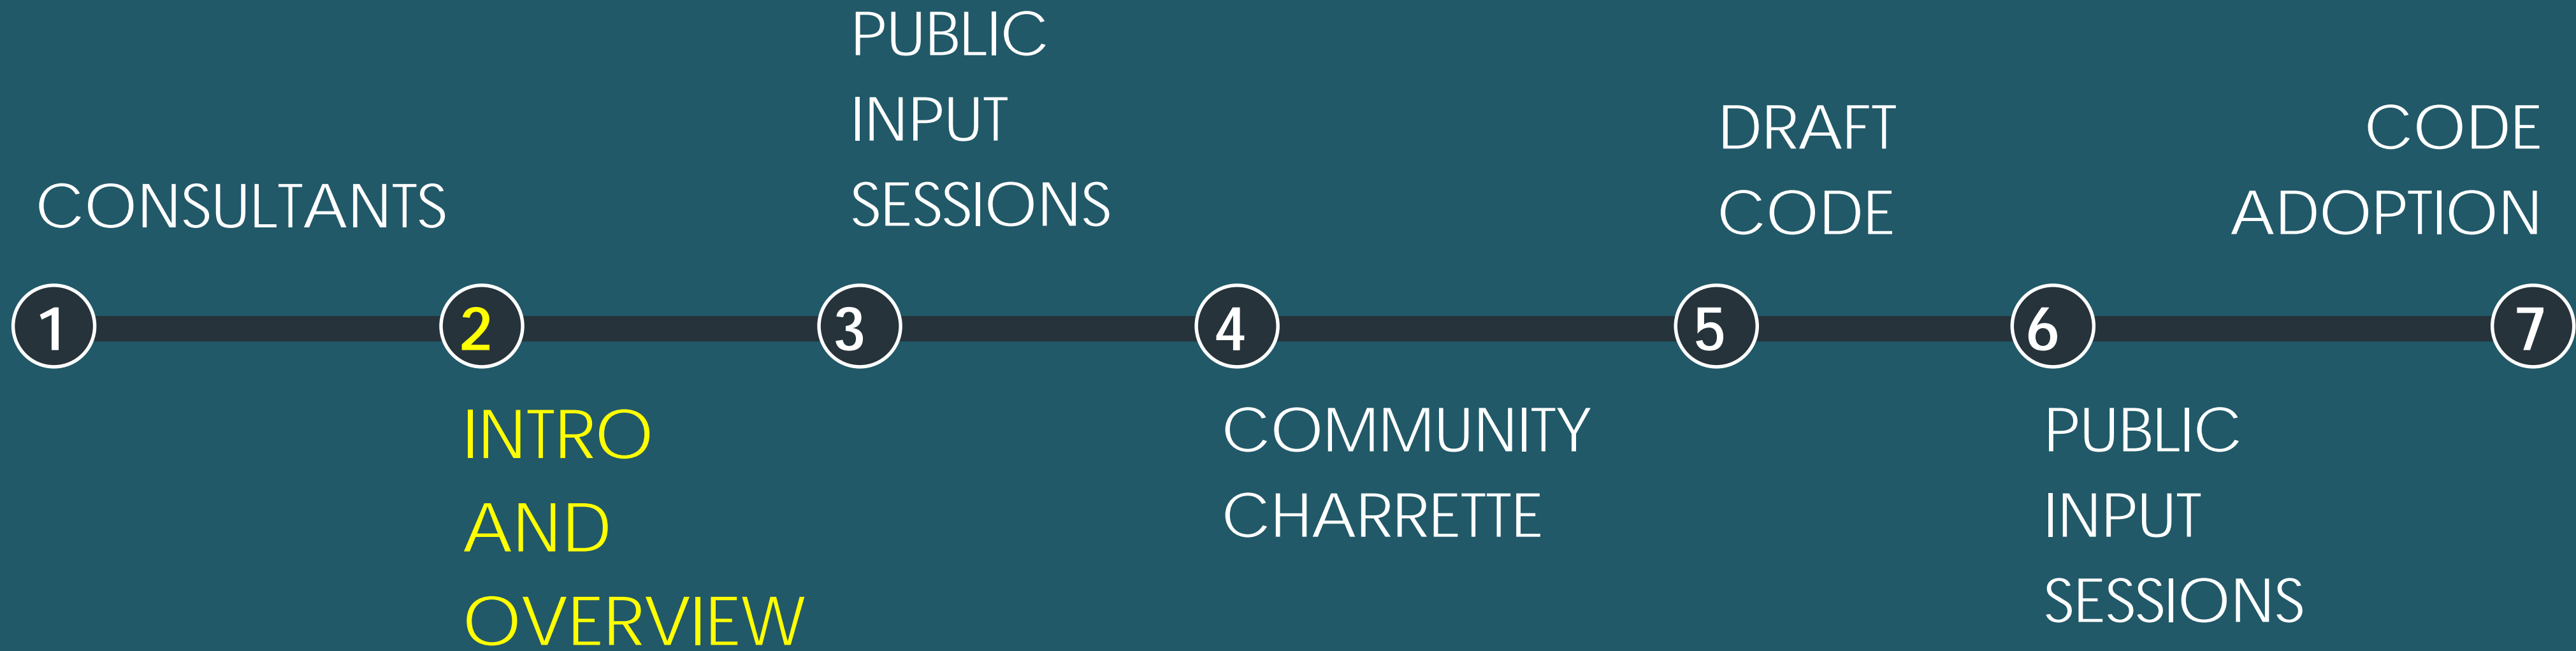 CONSULTANTS
PUBLIC
INPUT
SESSIONS
DRAFT
CODE
CODE
ADOPTION
1
2
3
4
5
6
7
INTRO
AND
OVERVIEW
COMMUNITY
CHARRETTE
PUBLIC
INPUT
SESSIONS